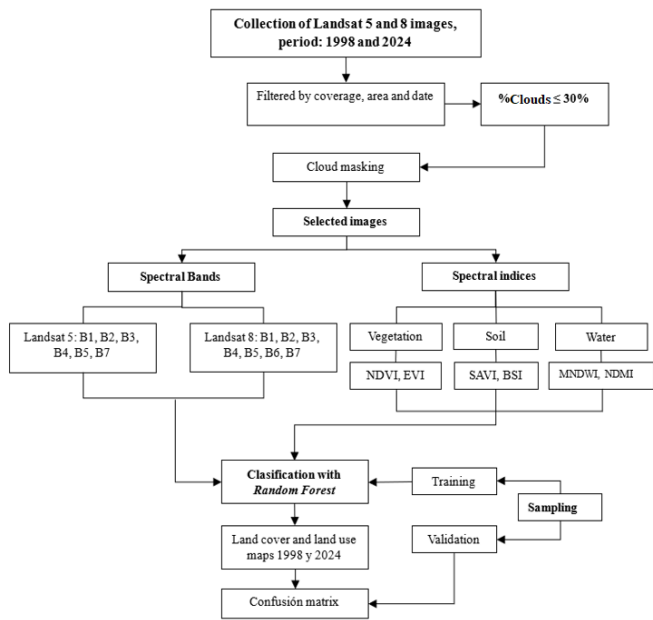 Collection of Landsat 5 and 8 images,
period: 1998 and 2024
Filtered by coverage, area and date
%Clouds ≤ 30%
Cloud masking
Selected images
Spectral Bands
Spectral indices
Landsat 5: B1, B2, B3,
B4, B5, B7
Landsat 8: B1, B2, B3,
B4, B5, B6, B7
Vegetation
Soil
Water
NDVI, EVI
SAVI, BSI
MNDWI, NDMI
Clasification with
Random Forest
Training
Sampling
Land cover and land use
maps 1998 y 2024
Validation
Confusión matrix